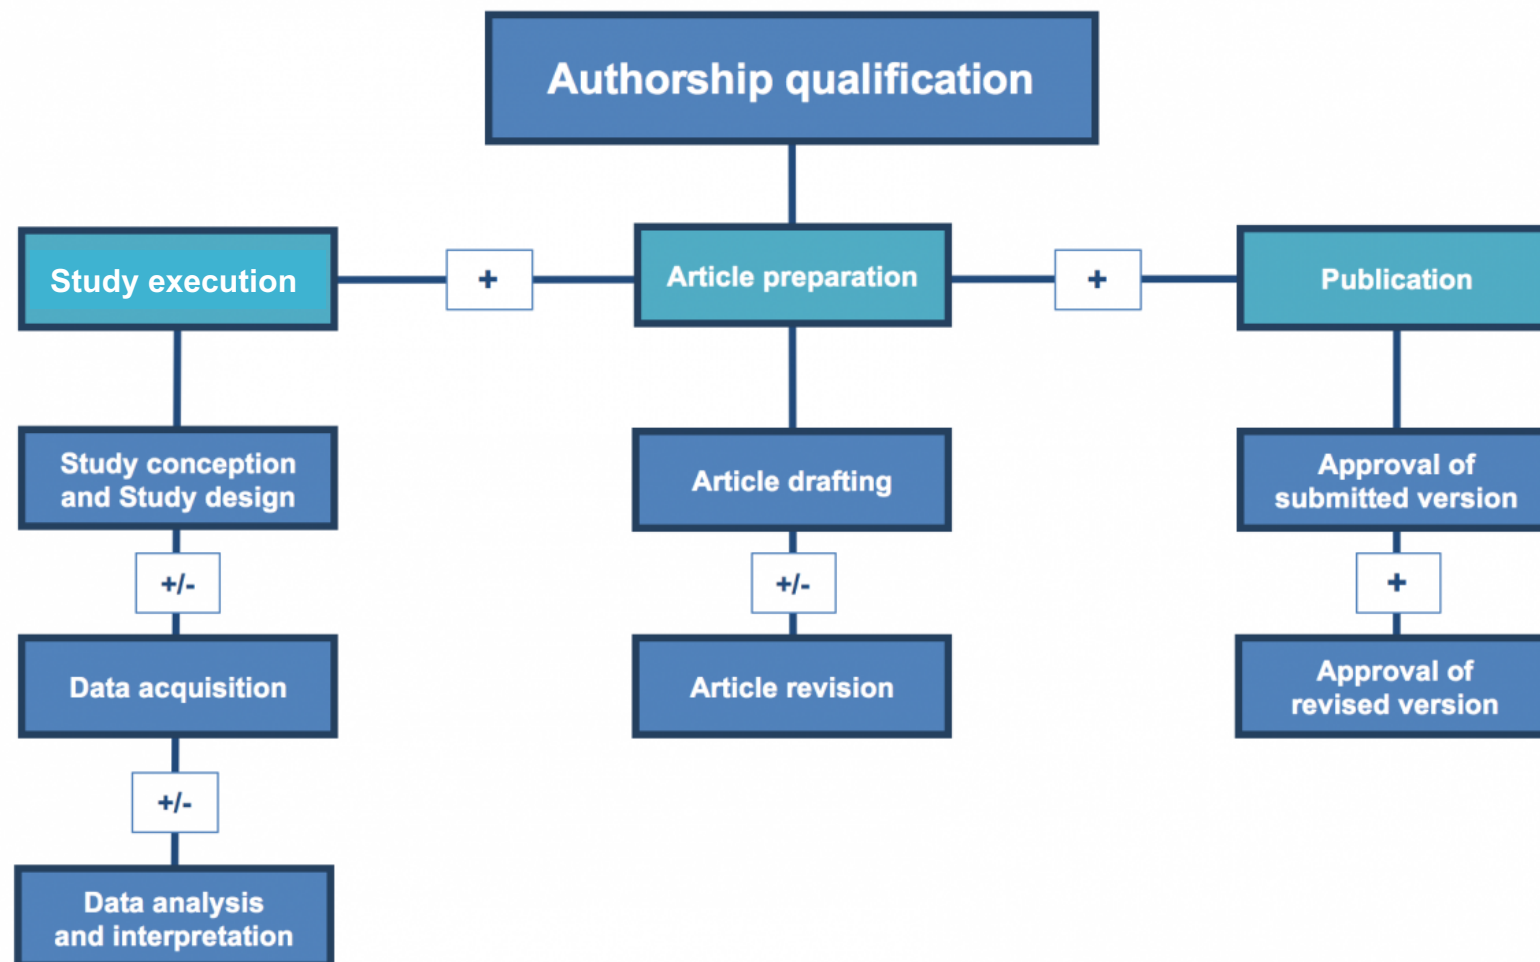 Authorship qualification
Study execution
+
Article preparation
+
Publication
Study conception
and Study design
+/-
Data acquisition
+/-
Data analysis
and interpretation
Article drafting
+/-
Article revision
Approval of
submitted version
+
Approval of
revised version